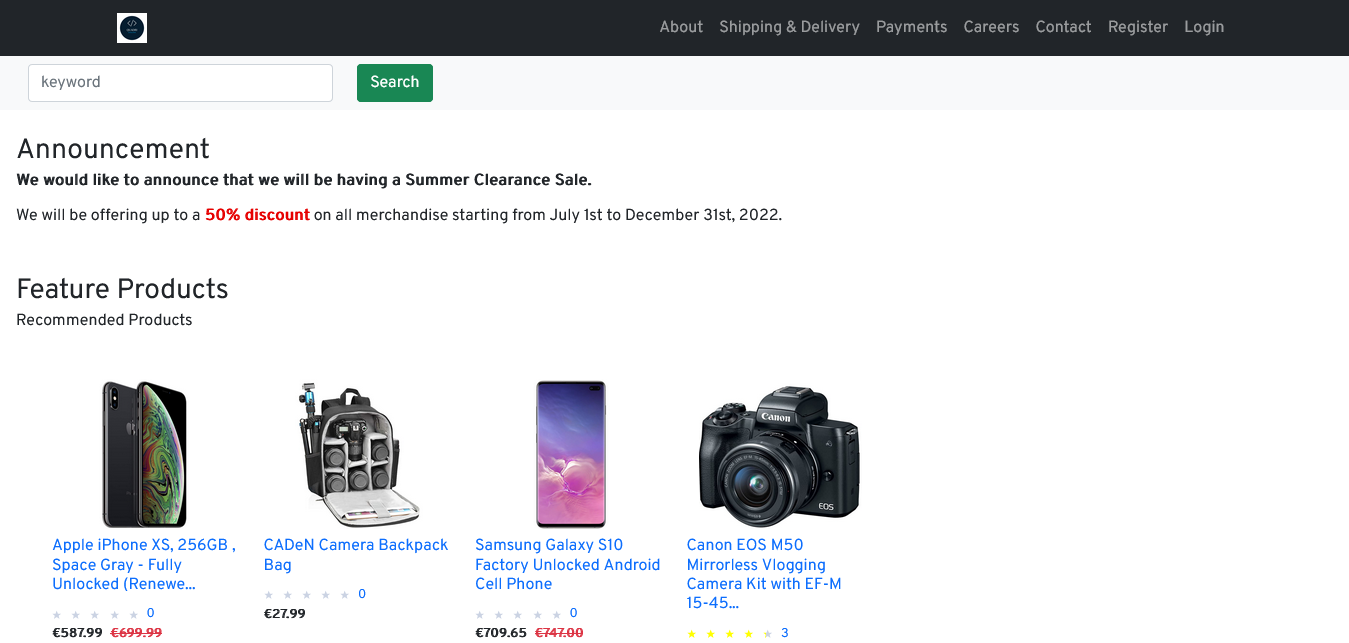 About Shipping & Delivery Payments Careers Contact Register Login
keyword Search
Announcement
We would like to announce that we will be having a Summer Clearance Sale.
We will be offering up to a 50% discount on all merchandise starting from July 1st to December 31st, 2022.
Feature Products
Recommended Products
Canon
EOS
Apple iPhone XS, 256GB ,
Space Gray - Fully
Unlocked (Renewe...
0
€587.99 €699.99
CADeN Camera Backpack
Bag
0
€27.99
Samsung Galaxy S10
Factory Unlocked Android
Cell Phone
0
€709.65 €747.00
Canon EOS M50
Mirrorless Vlogging
Camera Kit with EF-M
15-45...
3